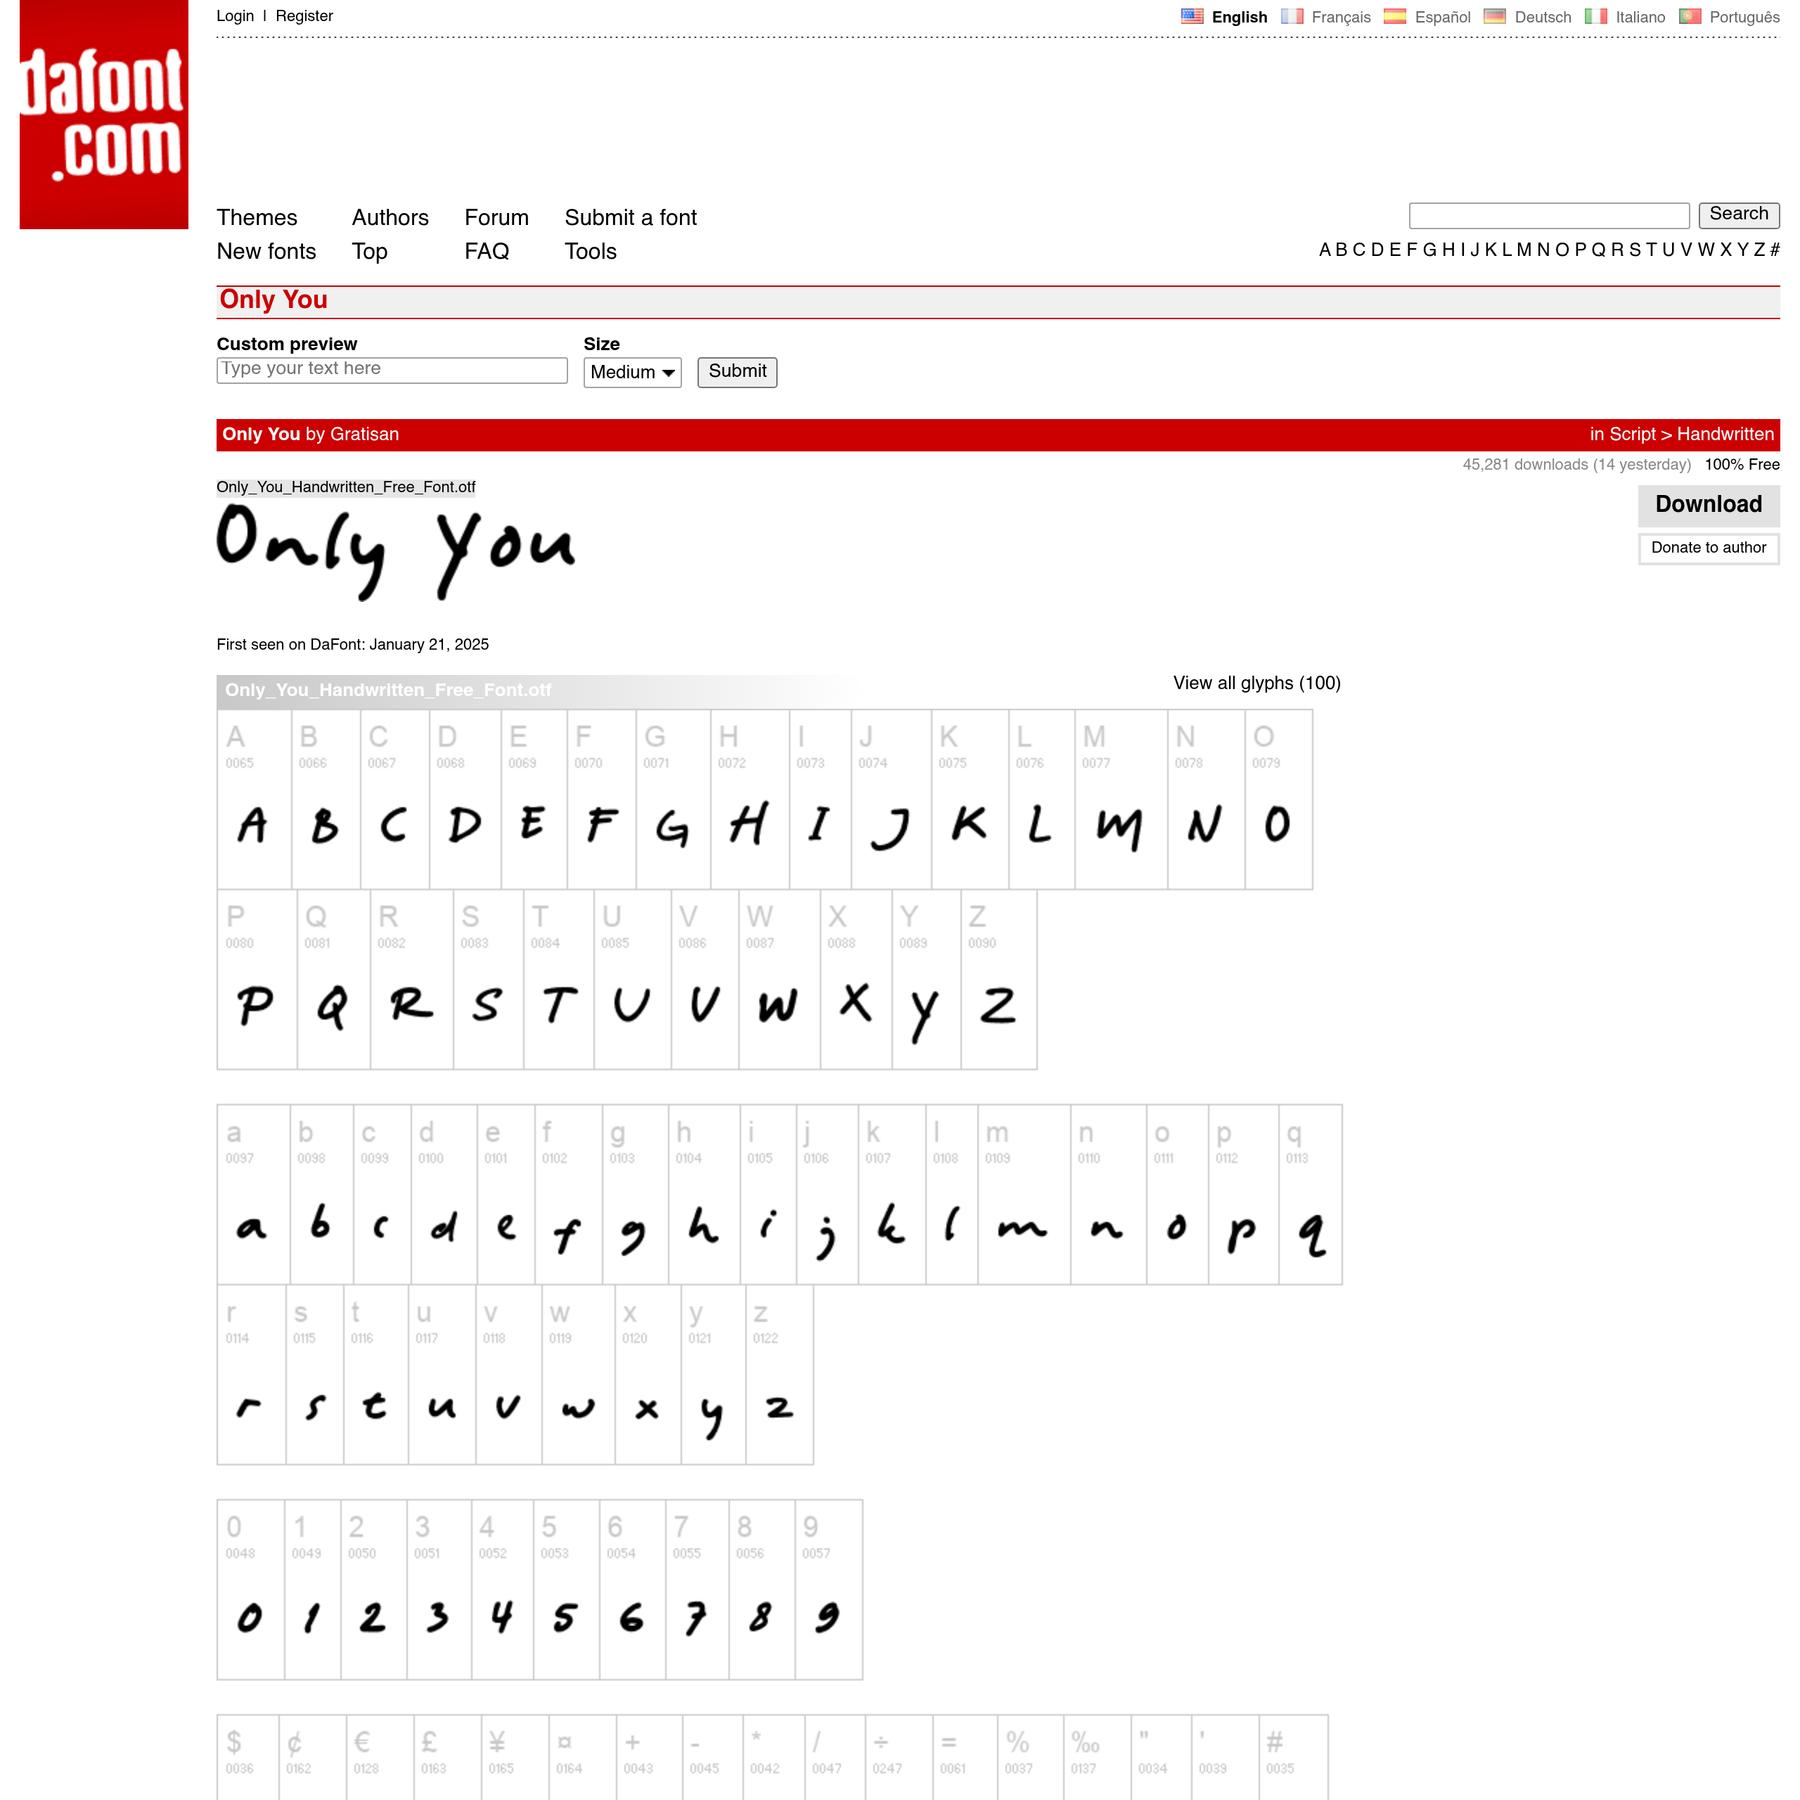 dafont
.com
Login | Register
English Français Español Deutsch Italiano Português
Themes Authors Forum Submit a font
Search
New fonts Top FAQ Tools
A B C D E F G H I J K L M N O P Q R S T U V W X Y Z #
Only You
Custom preview Size
Type your text here Medium Submit
Only You by Gratisan in Script > Handwritten
45,281 downloads (14 yesterday) 100% Free
Only_You_Handwritten_Free_Font.otf
Download
Only You
Donate to author
First seen on DaFont: January 21, 2025
Only_You_Handwritten_Free_Font.otf View all glyphs (100)
A B C D E F G H I J K L M N O
0065 0066 0067 0068 0069 0070 0071 0072 0073 0074 0075 0076 0077 0078 0079
A B C D E F G H I J K L M N O
P Q R S T U V W X Y Z
0080 0081 0082 0083 0084 0085 0086 0087 0088 0089 0090
P Q R S T U V W X Y Z
a b c d e f g h i j k l m n o p q
0097 0098 0099 0100 0101 0102 0103 0104 0105 0106 0107 0108 0109 0110 0111 0112 0113
a b c d e f g h i j k l m n o p q
r s t u v w x y z
0114 0115 0116 0117 0118 0119 0120 0121 0122
r s t u v w x y z
0 1 2 3 4 5 6 7 8 9
0048 0049 0050 0051 0052 0053 0054 0055 0056 0057
0 1 2 3 4 5 6 7 8 9
$ ¢ € £ ¥ ¤ + - * / ÷ = % ‰ " ' #
0036 0162 0128 0163 0165 0164 0043 0045 0042 0047 0247 0061 0037 0137 0034 0039 0035